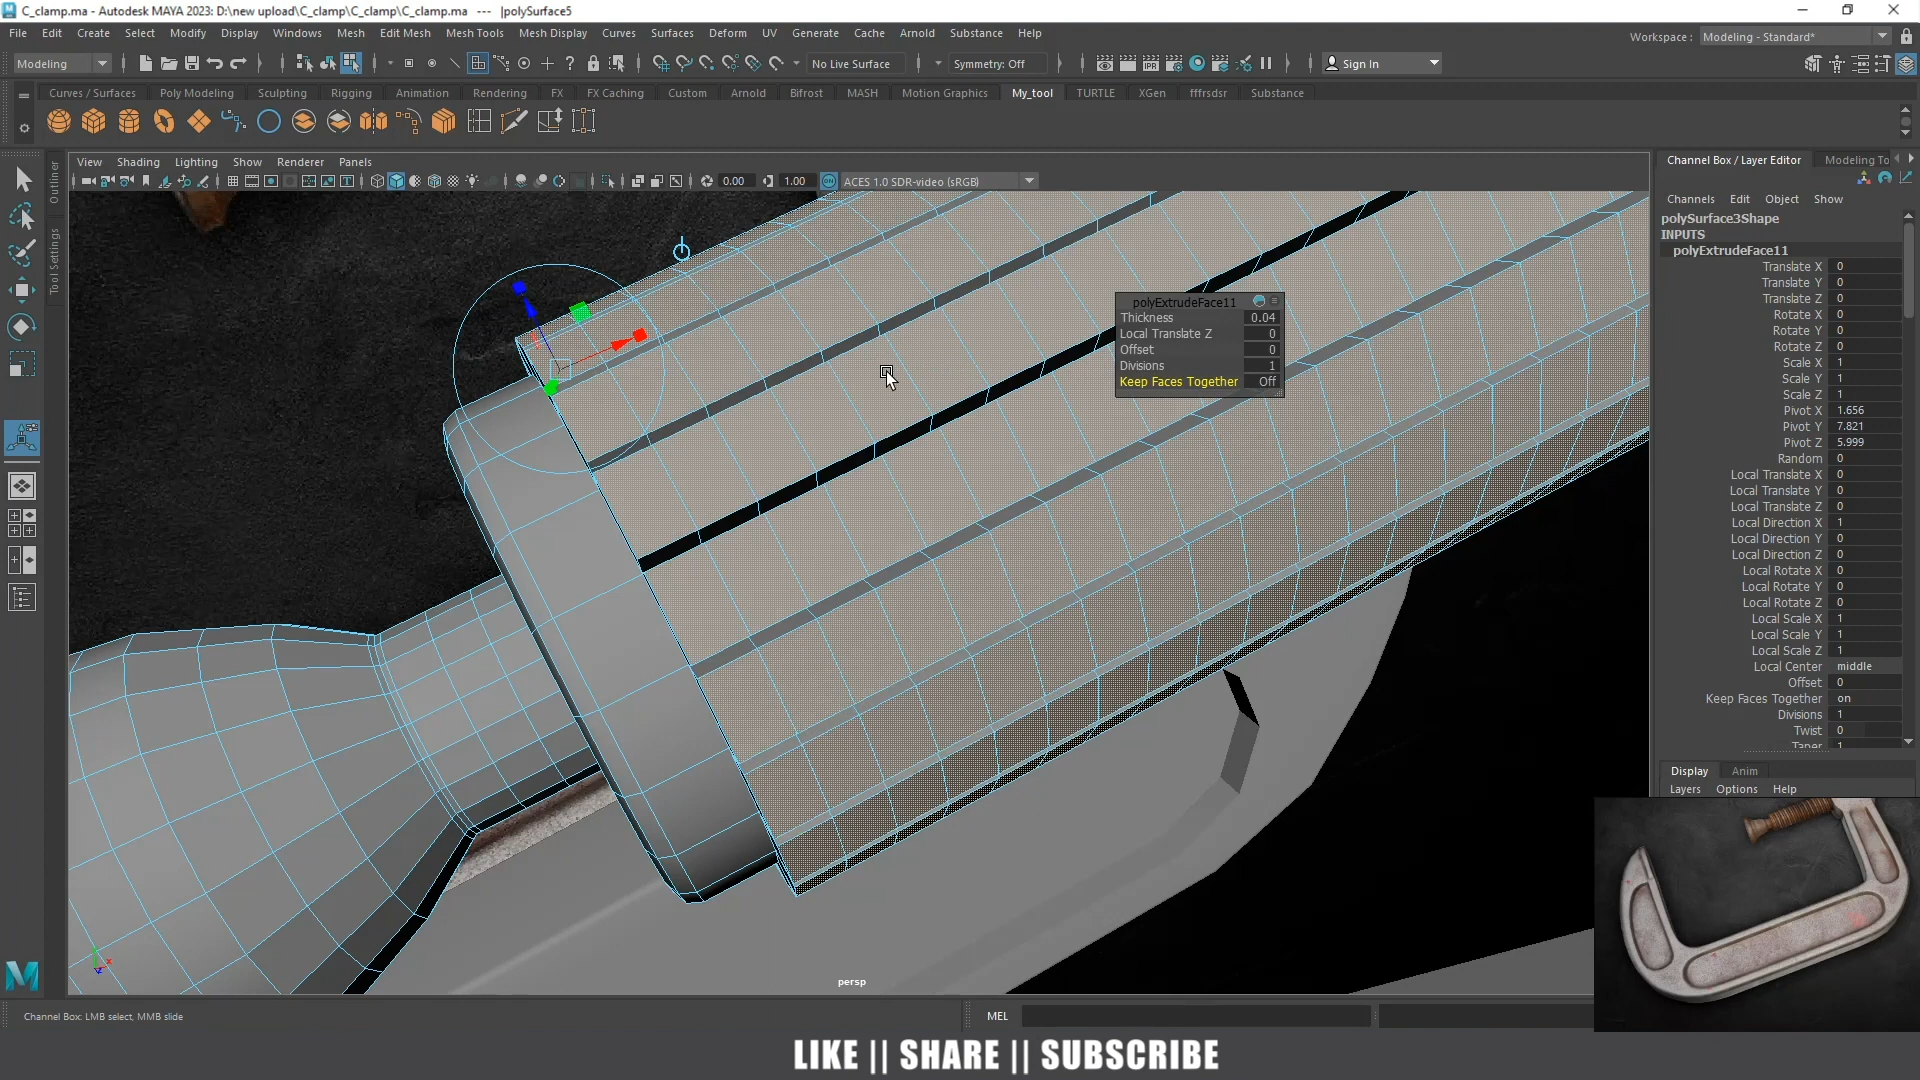 C_clamp.ma - Autodesk MAYA 2023: D:\new upload\C_clamp\C_clamp\C_clamp.ma --- |polySurface5
File Edit Create Select Modify Display Windows Mesh Edit Mesh Mesh Tools Mesh Display Curves Surfaces Deform UV Generate Cache Arnold Substance Help
Workspace : Modeling - Standard*
Modeling No Live Surface Symmetry: Off Sign In
Curves / Surfaces Poly Modeling Sculpting Rigging Animation Rendering FX FX Caching Custom Arnold Bifrost MASH Motion Graphics My_tool TURTLE XGen fffrsdsr Substance
View Shading Lighting Show Renderer Panels
0.00 1.00 ACES 1.0 SDR-video (sRGB)
Outliner
Tool Settings
polyExtrudeFace11
Thickness 0.04
Local Translate Z 0
Offset 0
Divisions 1
Keep Faces Together Off
persp
Channel Box / Layer Editor Modeling To
Channels Edit Object Show
polySurface3Shape
INPUTS
polyExtrudeFace11
Translate X 0
Translate Y 0
Translate Z 0
Rotate X 0
Rotate Y 0
Rotate Z 0
Scale X 1
Scale Y 1
Scale Z 1
Pivot X 1.656
Pivot Y 7.821
Pivot Z 5.999
Random 0
Local Translate X 0
Local Translate Y 0
Local Translate Z 0
Local Direction X 1
Local Direction Y 0
Local Direction Z 0
Local Rotate X 0
Local Rotate Y 0
Local Rotate Z 0
Local Scale X 1
Local Scale Y 1
Local Scale Z 1
Local Center middle
Offset 0
Keep Faces Together on
Divisions 1
Twist 0
Taper 1
Display Anim
Layers Options Help
Channel Box: LMB select, MMB slide
MEL
LIKE || SHARE || SUBSCRIBE